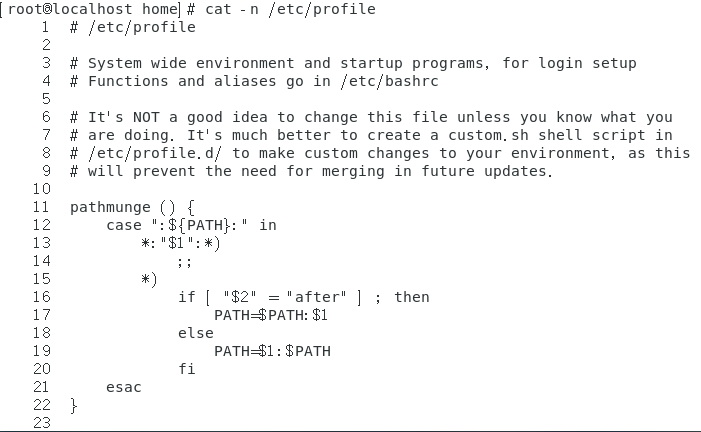 [root@localhost home]# cat -n /etc/profile
     1	# /etc/profile
     2
     3	# System wide environment and startup programs, for login setup
     4	# Functions and aliases go in /etc/bashrc
     5
     6	# It's NOT a good idea to change this file unless you know what you
     7	# are doing. It's much better to create a custom.sh shell script in
     8	# /etc/profile.d/ to make custom changes to your environment, as this
     9	# will prevent the need for merging in future updates.
    10
    11	pathmunge () {
    12	    case ":${PATH}:" in
    13	        *:"$1":*)
    14	            ;;
    15	        *)
    16	            if [ "$2" = "after" ] ; then
    17	                PATH=$PATH:$1
    18	            else
    19	                PATH=$1:$PATH
    20	            fi
    21	    esac
    22	}
    23